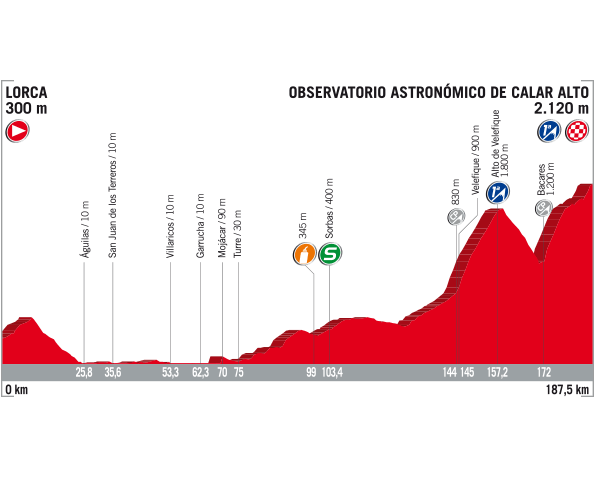 LORCA
300 m
OBSERVATORIO ASTRONÓMICO DE CALAR ALTO
2.120 m
1ª
Águilas / 10 m
San Juan de los Terreros / 10 m
Villaricos / 10 m
Garrucha / 10 m
Mojácar / 90 m
Turre / 30 m
345 m
Sorbas / 400 m
S
830 m
Velefique / 900 m
Alto de Velefique
1.800 m
1ª
Bacares
1.200 m
25,8
35,6
53,3
62,3
70
75
99
103,4
144
145
157,2
172
0 km
187,5 km